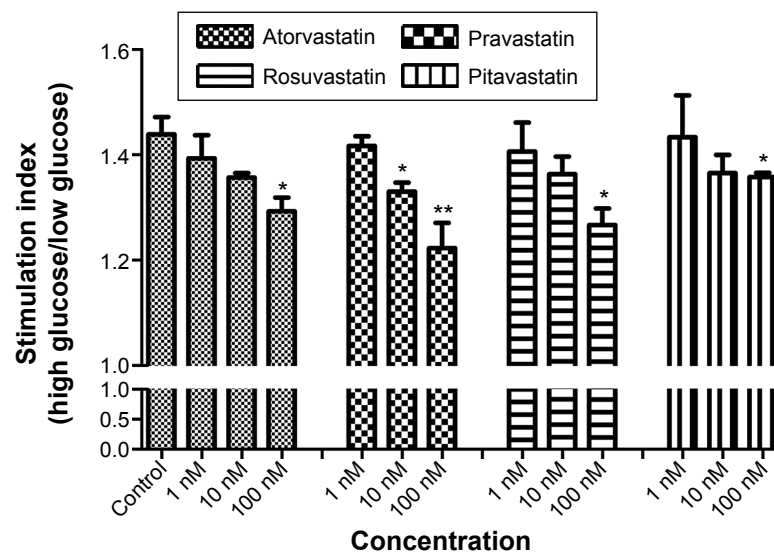 Atorvastatin
Pravastatin
Rosuvastatin
Pitavastatin
Stimulation index
(high glucose/low glucose)
1.6
1.4
1.2
1.0
1.0
0.5
0.0
*
*
**
*
*
Control
1 nM
10 nM
100 nM
1 nM
10 nM
100 nM
1 nM
10 nM
100 nM
1 nM
10 nM
100 nM
Concentration